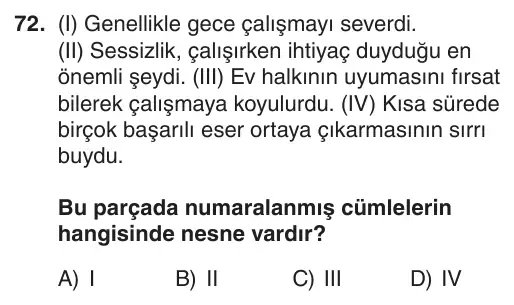 72. (I) Genellikle gece çalışmayı severdi.
(II) Sessizlik, çalışırken ihtiyaç duyduğu en
önemli şeydi. (III) Ev halkının uyumasını fırsat
bilerek çalışmaya koyulurdu. (IV) Kısa sürede
birçok başarılı eser ortaya çıkarmasının sırrı
buydu.
Bu parçada numaralanmış cümlelerin
hangisinde nesne vardır?
A) I B) II C) III D) IV